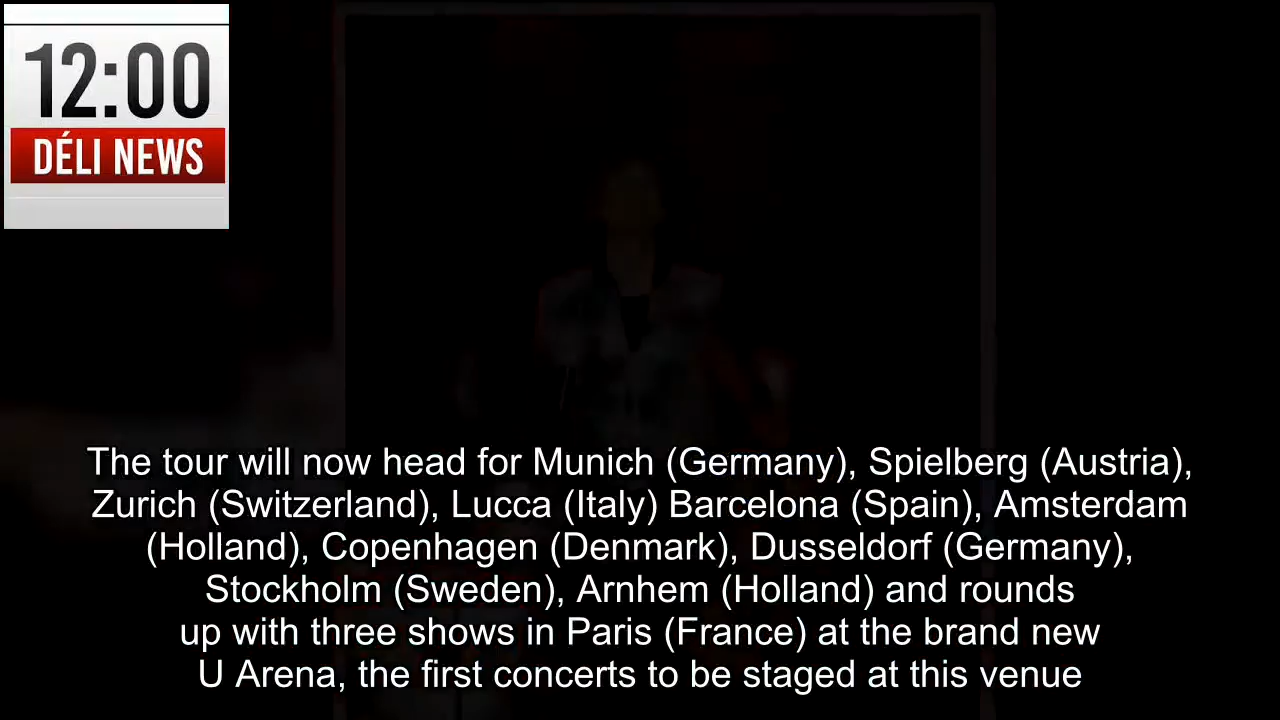 12:00
DÉLI NEWS
The tour will now head for Munich (Germany), Spielberg (Austria),
Zurich (Switzerland), Lucca (Italy) Barcelona (Spain), Amsterdam
(Holland), Copenhagen (Denmark), Dusseldorf (Germany),
Stockholm (Sweden), Arnhem (Holland) and rounds
up with three shows in Paris (France) at the brand new
U Arena, the first concerts to be staged at this venue